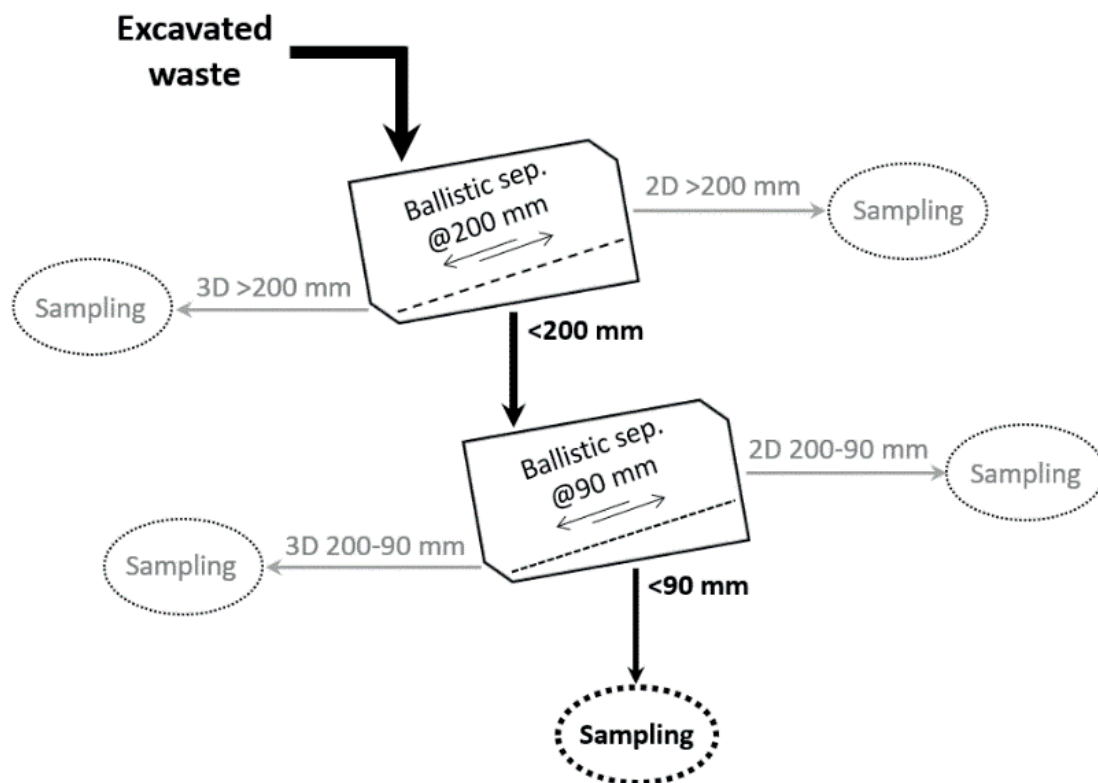 Excavated
waste
Ballistic sep.
@200 mm
2D >200 mm
Sampling
3D >200 mm
Sampling
<200 mm
Ballistic sep.
@90 mm
2D 200-90 mm
Sampling
3D 200-90 mm
Sampling
<90 mm
Sampling